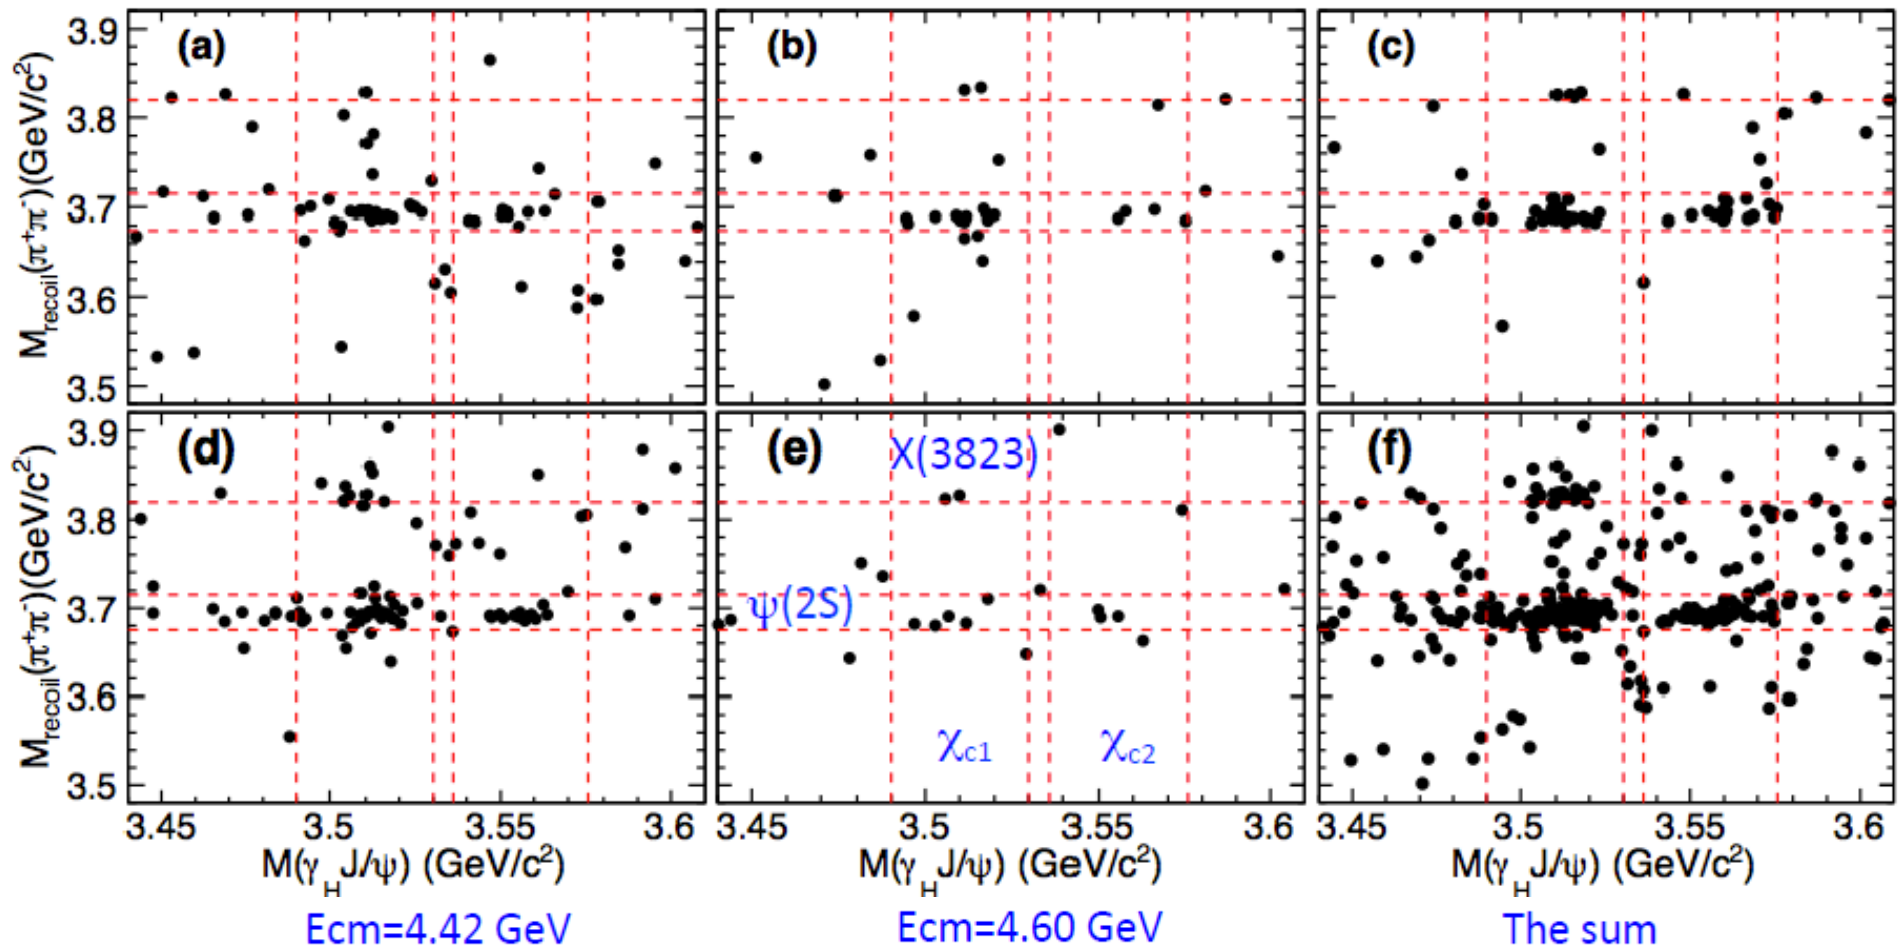 (a) (b) (c)
3.9
3.8
3.7
3.6
3.5
M_recoil(π⁺π⁻)(GeV/c²)
(d) (e) (f)
X(3823)
ψ(2S)
χc1 χc2
3.9
3.8
3.7
3.6
3.5
M_recoil(π⁺π⁻)(GeV/c²)
3.45 3.5 3.55 3.6 3.45 3.5 3.55 3.6 3.45 3.5 3.55 3.6
M(γ_H J/ψ) (GeV/c²) M(γ_H J/ψ) (GeV/c²) M(γ_H J/ψ) (GeV/c²)
Ecm=4.42 GeV Ecm=4.60 GeV The sum